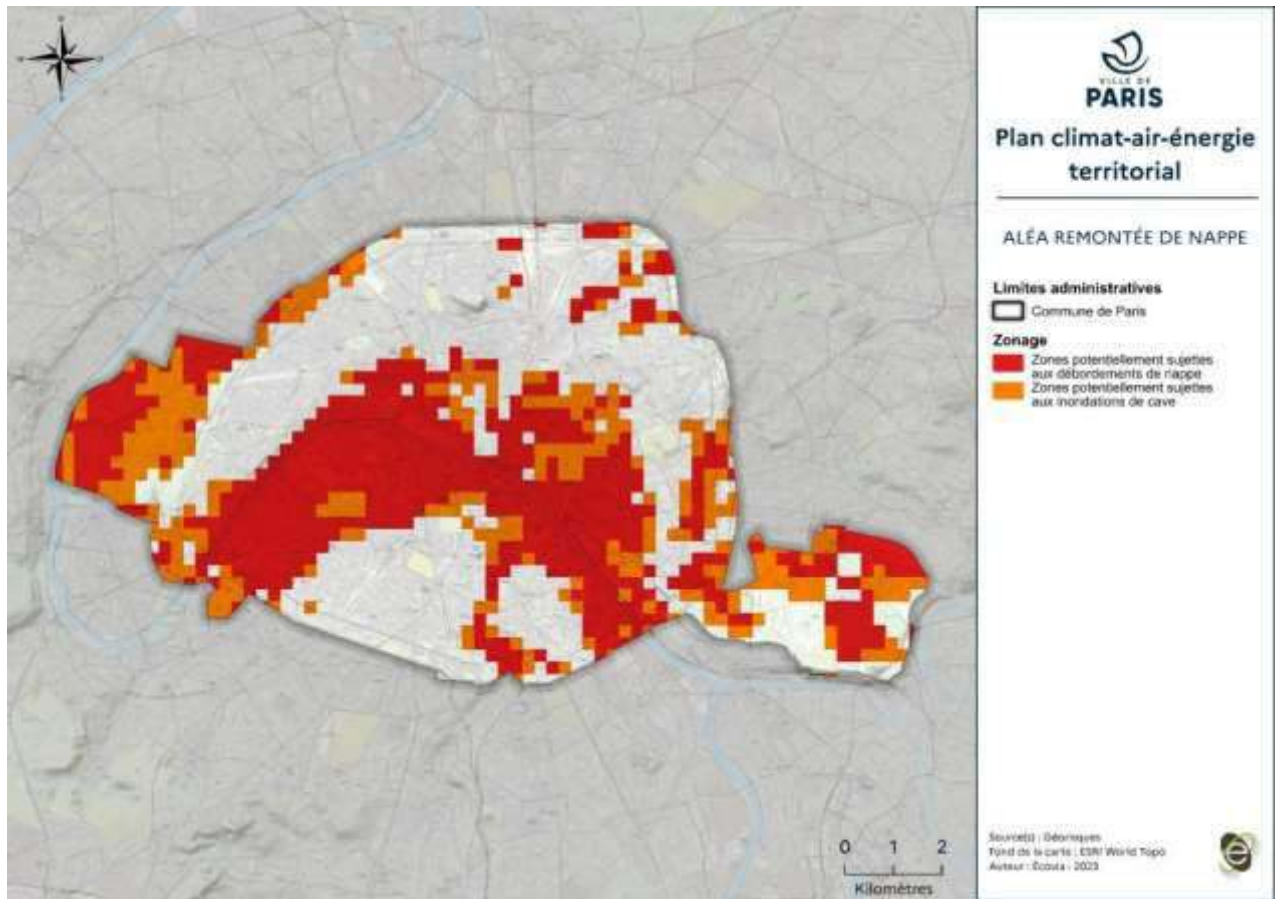 VILLE DE
PARIS
Plan climat-air-énergie
territorial
ALÉA REMONTÉE DE NAPPE
Limites administratives
Commune de Paris
Zonage
Zones potentiellement sujettes
aux débordements de nappe
Zones potentiellement sujettes
aux inondations de cave
0 1 2
Kilomètres
Source(s) : Géorisques
Fond de la carte : ESRI World Topo
Auteur : Ecovia - 2023
e